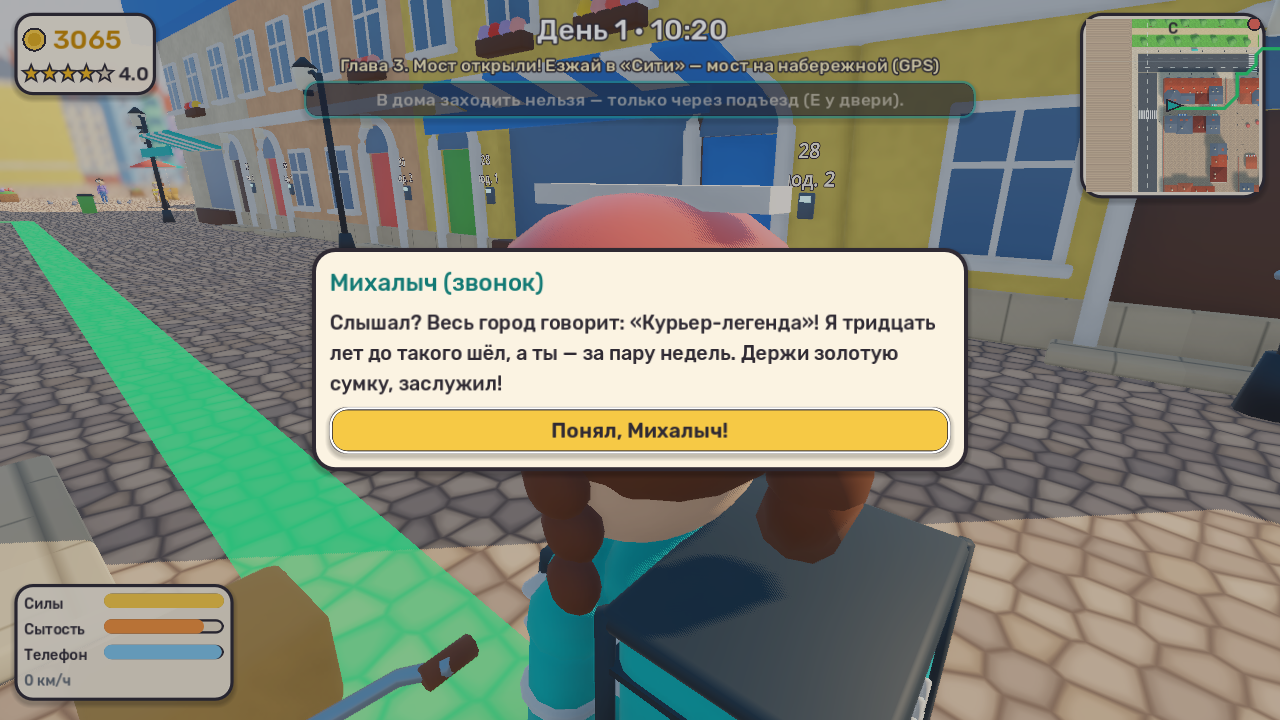 3065
4.0
День 1 • 10:20
Глава 3. Мост открыли! Езжай в «Сити» — мост на набережной (GPS)
В дома заходить нельзя — только через подъезд (E у двери).
С
28
под. 2
28
Михалыч (звонок)
Слышал? Весь город говорит: «Курьер-легенда»! Я тридцать
лет до такого шёл, а ты — за пару недель. Держи золотую
сумку, заслужил!
Понял, Михалыч!
Силы
Сытость
Телефон
0 км/ч